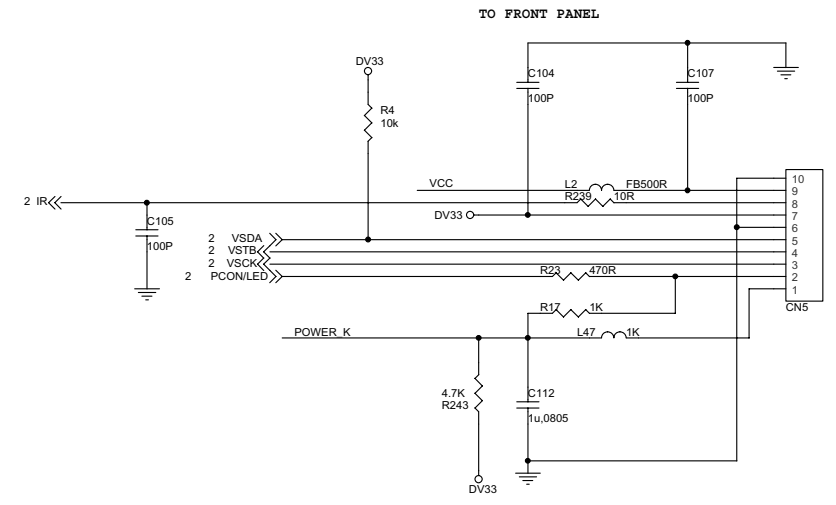 TO FRONT PANEL
DV33
C104
100P
C107
100P
R4
10k
VCC
L2
FB500R
R239
10R
2 IR
DV33
C105
100P
2 VSDA
2 VSTB
2 VSCK
2 PCON/LED
R23
470R
10
9
8
7
6
5
4
3
2
1
CN5
R17
1K
POWER_K
L47
1K
4.7K
R243
C112
1u,0805
DV33